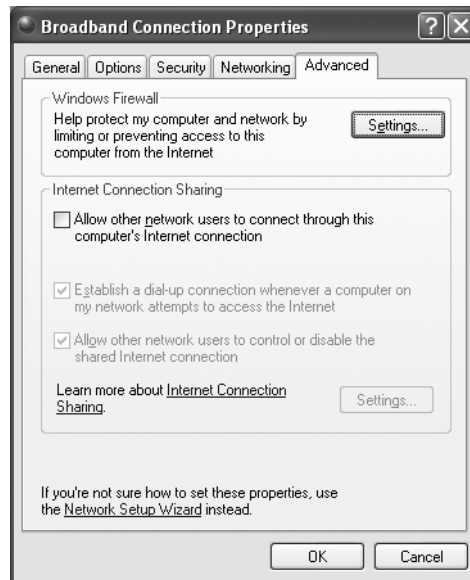 Broadband Connection Properties
General Options Security Networking Advanced
Windows Firewall
Help protect my computer and network by
limiting or preventing access to this
computer from the Internet
Settings...
Internet Connection Sharing
Allow other network users to connect through this
computer's Internet connection
Establish a dial-up connection whenever a computer on
my network attempts to access the Internet
Allow other network users to control or disable the
shared Internet connection
Learn more about Internet Connection
Sharing.
Settings...
If you're not sure how to set these properties, use
the Network Setup Wizard instead.
OK Cancel